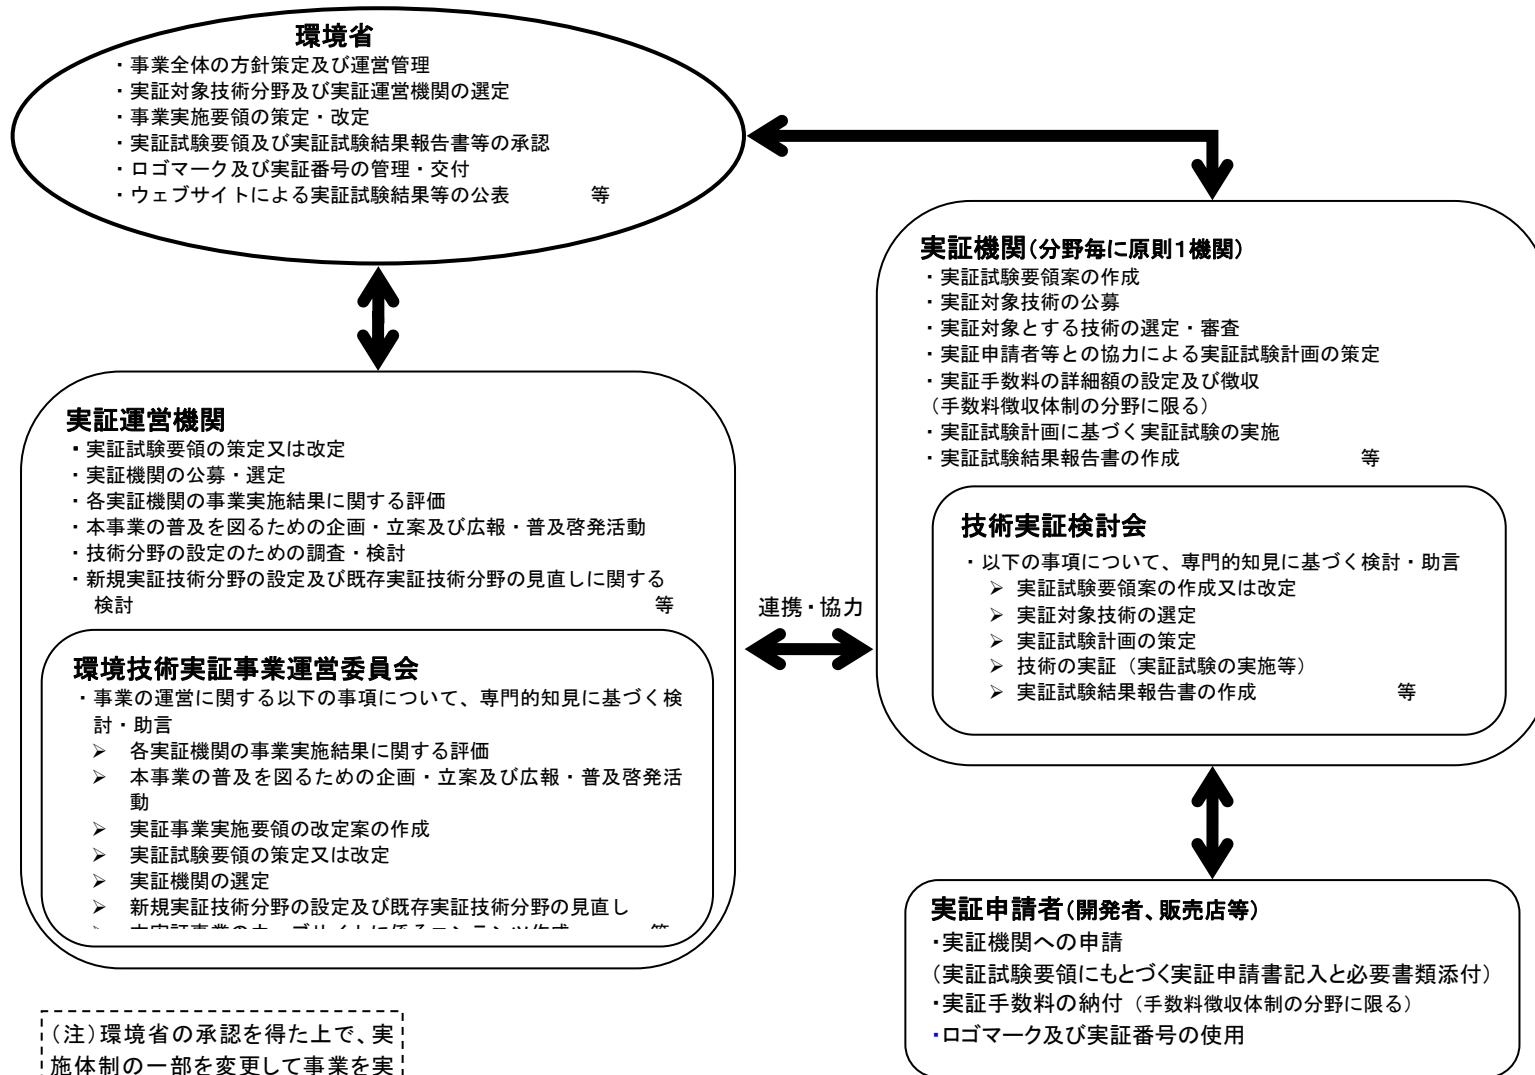 環境省
・事業全体の方針策定及び運営管理
・実証対象技術分野及び実証運営機関の選定
・事業実施要領の策定・改定
・実証試験要領及び実証試験結果報告書等の承認
・ロゴマーク及び実証番号の管理・交付
・ウェブサイトによる実証試験結果等の公表 等
実証運営機関
・実証試験要領の策定又は改定
・実証機関の公募・選定
・各実証機関の事業実施結果に関する評価
・本事業の普及を図るための企画・立案及び広報・普及啓発活動
・技術分野の設定のための調査・検討
・新規実証技術分野の設定及び既存実証技術分野の見直しに関する
検討 等
環境技術実証事業運営委員会
・事業の運営に関する以下の事項について、専門的知見に基づく検
討・助言
➢ 各実証機関の事業実施結果に関する評価
➢ 本事業の普及を図るための企画・立案及び広報・普及啓発活
動
➢ 実証事業実施要領の改定案の作成
➢ 実証試験要領の策定又は改定
➢ 実証機関の選定
➢ 新規実証技術分野の設定及び既存実証技術分野の見直し
(注)環境省の承認を得た上で、実
施体制の一部を変更して事業を実
連携・協力
実証機関(分野毎に原則1機関)
・実証試験要領案の作成
・実証対象技術の公募
・実証対象とする技術の選定・審査
・実証申請者等との協力による実証試験計画の策定
・実証手数料の詳細額の設定及び徴収
(手数料徴収体制の分野に限る)
・実証試験計画に基づく実証試験の実施
・実証試験結果報告書の作成 等
技術実証検討会
・以下の事項について、専門的知見に基づく検討・助言
➢ 実証試験要領案の作成又は改定
➢ 実証対象技術の選定
➢ 実証試験計画の策定
➢ 技術の実証(実証試験の実施等)
➢ 実証試験結果報告書の作成 等
実証申請者(開発者、販売店等)
・実証機関への申請
(実証試験要領にもとづく実証申請書記入と必要書類添付)
・実証手数料の納付(手数料徴収体制の分野に限る)
・ロゴマーク及び実証番号の使用